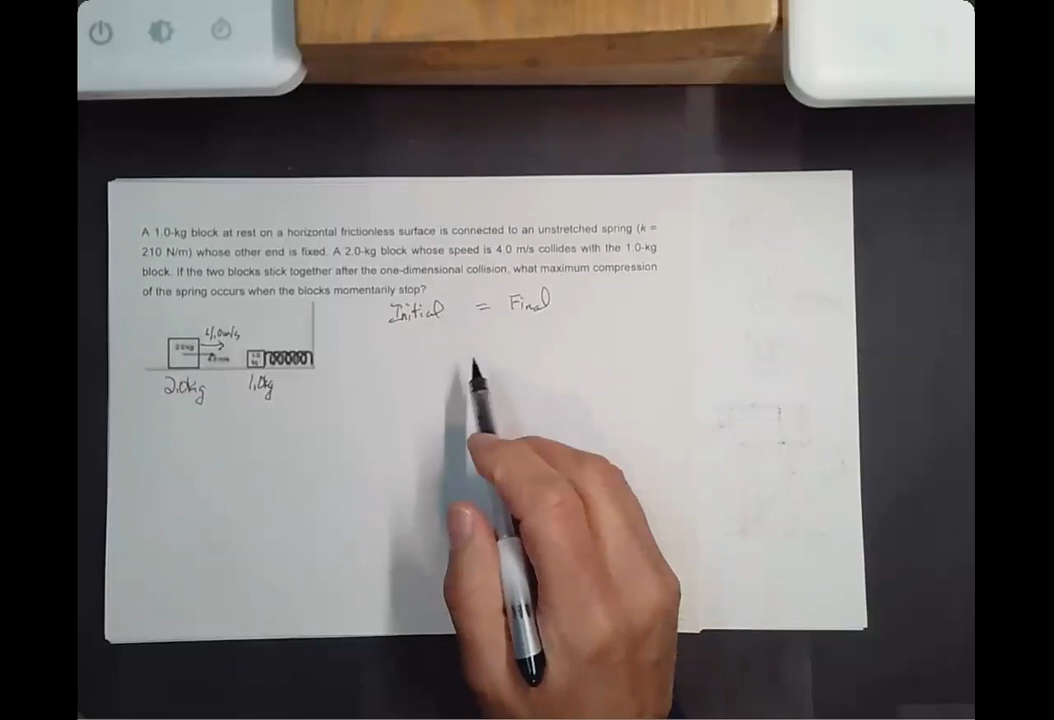 A 1.0-kg block at rest on a horizontal frictionless surface is connected to an unstretched spring (k =
210 N/m) whose other end is fixed. A 2.0-kg block whose speed is 4.0 m/s collides with the 1.0-kg
block. If the two blocks stick together after the one-dimensional collision, what maximum compression
of the spring occurs when the blocks momentarily stop?
Initial = Final
4.0m/s
2.0kg
2.0kg 1.0kg